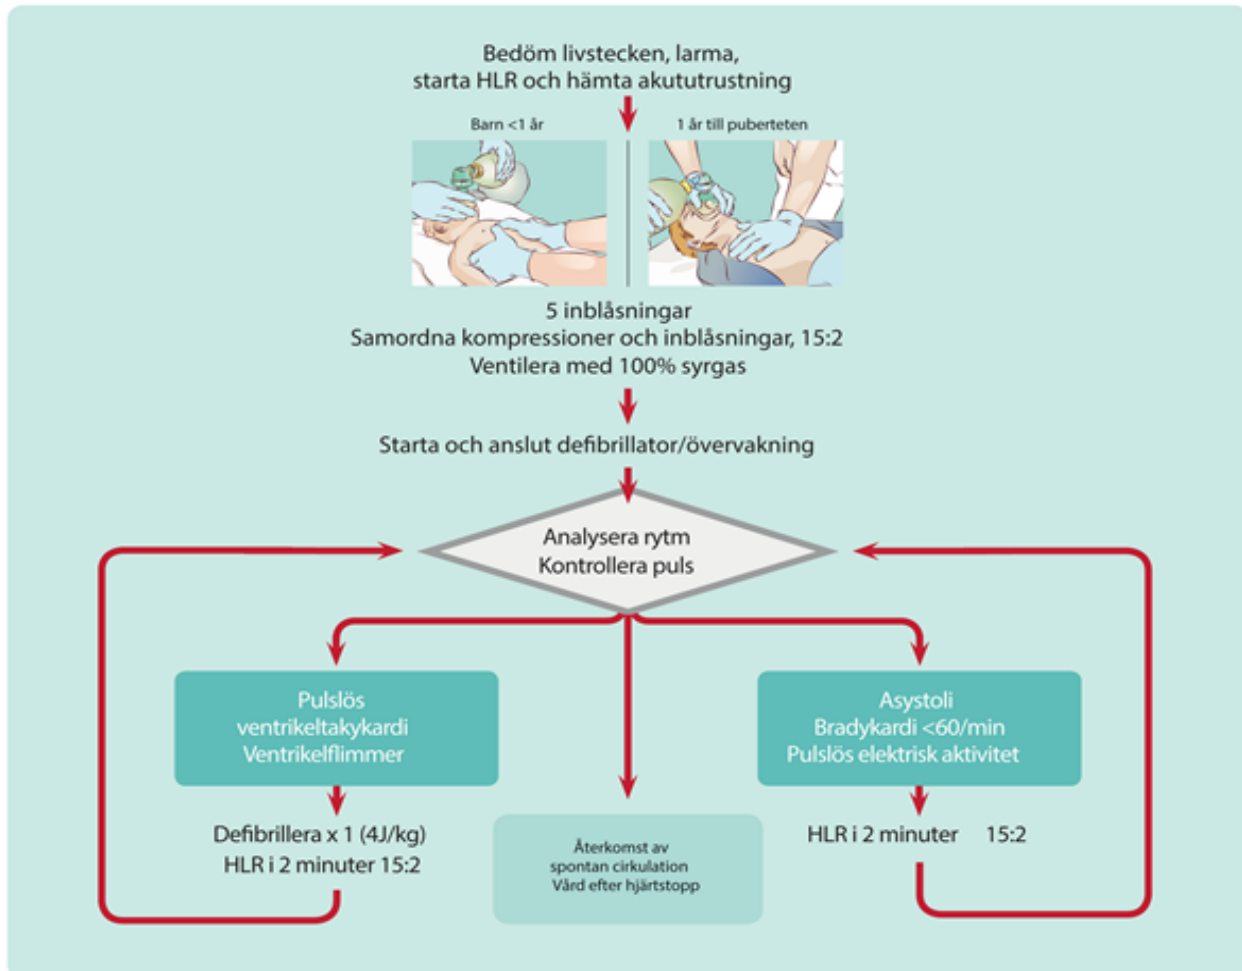 Bedöm livstecken, larma,
starta HLR och hämta akututrustning
Barn <1 år
1 år till puberteten
5 inblåsningar
Samordna kompressioner och inblåsningar, 15:2
Ventilera med 100% syrgas
Starta och anslut defibrillator/övervakning
Analysera rytm
Kontrollera puls
Pulslös
ventrikeltakykardi
Ventrikelflimmer
Defibrillera x 1 (4J/kg)
HLR i 2 minuter 15:2
Återkomst av
spontan cirkulation
Vård efter hjärtstopp
Asystoli
Bradykardi <60/min
Pulslös elektrisk aktivitet
HLR i 2 minuter 15:2